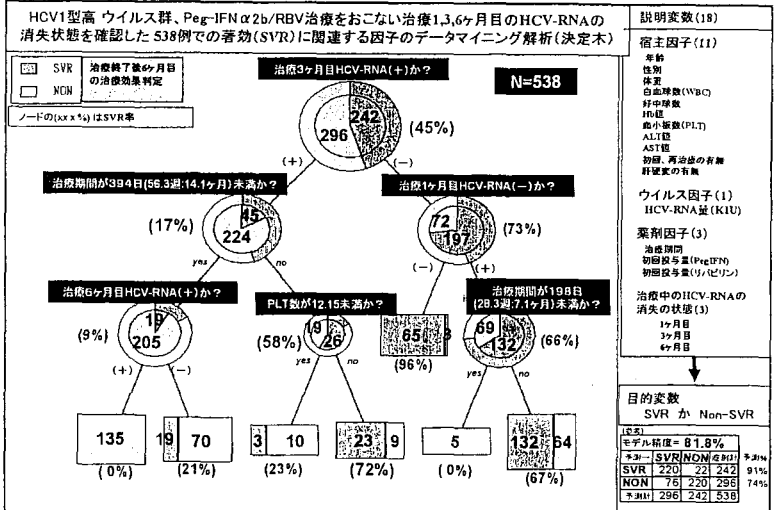 HCV1型高 ウイルス群、Peg-IFNα2b/RBV治療をおこない治療1,3,6ヶ月目のHCV-RNAの
消失状態を確認した 538例での著効(SVR)に関連する因子のデータマイニング解析(決定木)
SVR
NON
治療終了後6ヶ月目
の治療効果判定
ノードの(xx x %) はSVR率
N=538
治療3ヶ月目HCV-RNA(+)か?
242
296
(45%)
(+)
(-)
治療期間が394日(56.3週:14.1ヶ月)未満か?
45
224
(17%)
yes
no
治療1ヶ月目HCV-RNA(-)か?
72
197
(73%)
(-)
(+)
治療6ヶ月目HCV-RNA(+)か?
19
205
(9%)
(+)
(-)
PLT数が12.15未満か?
19
26
(58%)
yes
no
65
(96%)
治療期間が198日
(28.3週:7.1ヶ月)未満か?
69
132
(66%)
yes
no
135
(0%)
19
70
(21%)
3
10
(23%)
23
9
(72%)
5
(0%)
132
64
(67%)
説明変数(18)
宿主因子(11)
年齢
性別
体重
白血球数(WBC)
好中球数
Hb値
血小板数(PLT)
ALT値
AST値
初回、再治療の有無
肝硬変の有無
ウイルス因子(1)
HCV-RNA量(KIU)
薬剤因子(3)
治療期間
初回投与量(PegIFN)
初回投与量(リバビリン)
治療中のHCV-RNAの
消失の状態(3)
1ヶ月目
3ヶ月目
6ヶ月目
目的変数
SVR か Non-SVR
モデル精度= 81.8%
SVR NON 予測%
SVR 220 22 242 91%
NON 76 220 296 74%
予測計 296 242 538